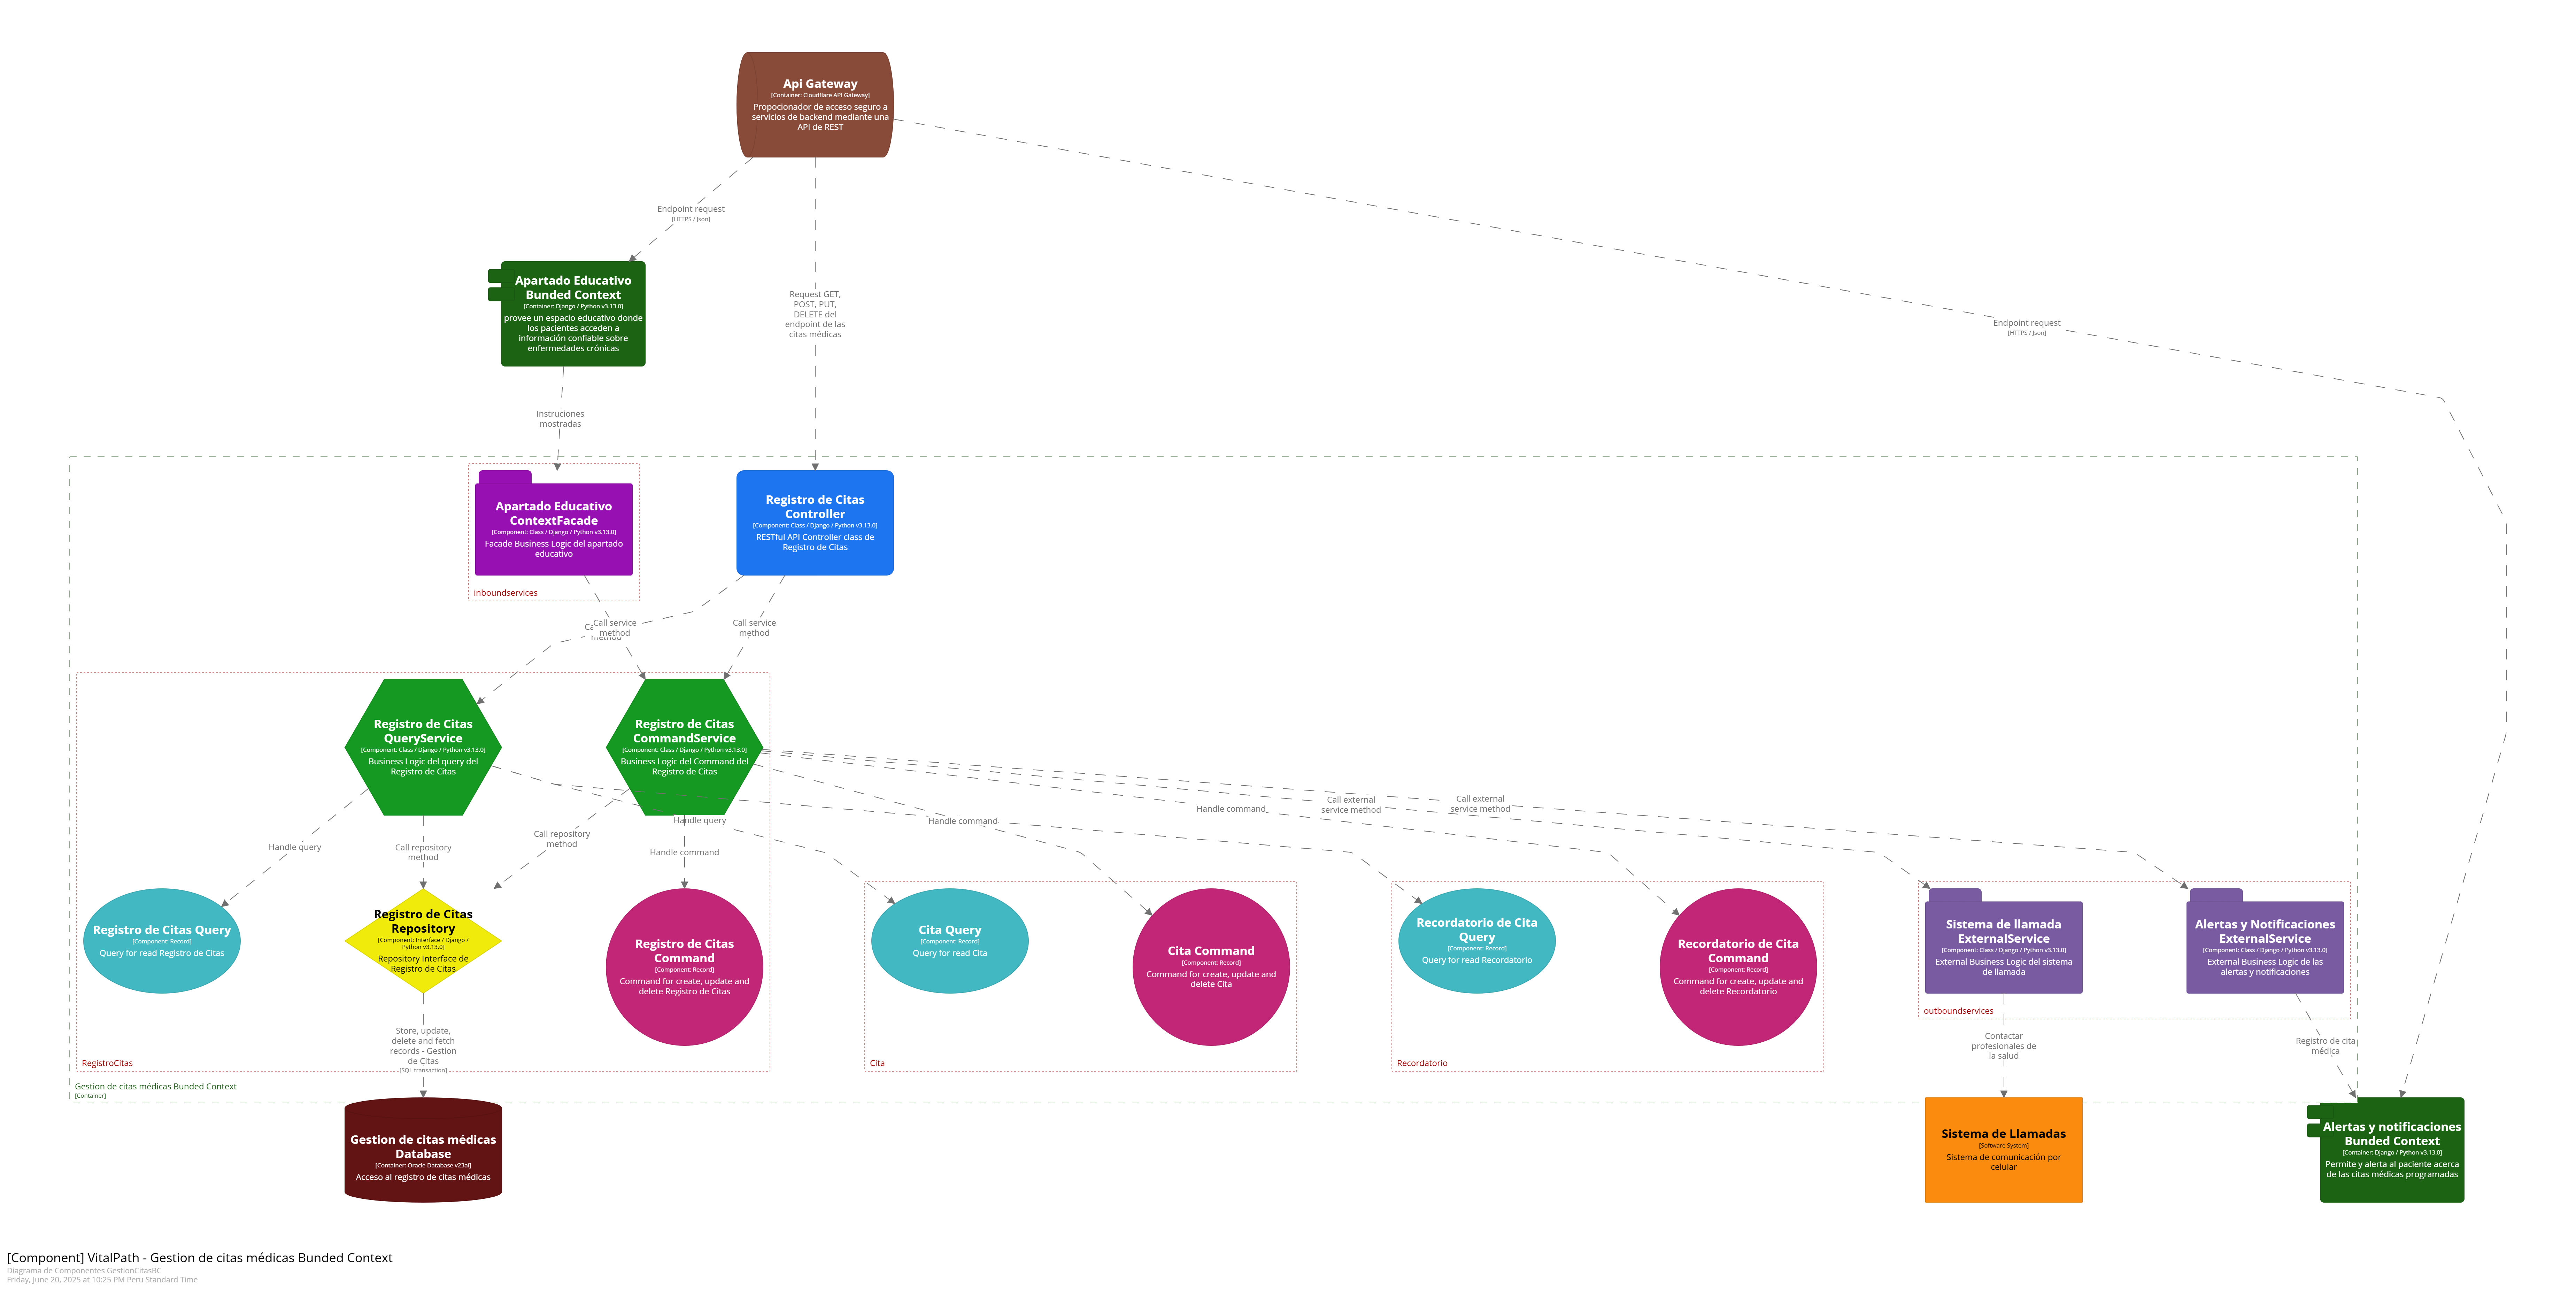 Api Gateway
[Container: Cloudflare API Gateway]
Propocionador de acceso seguro a
servicios de backend mediante una
API de REST
Endpoint request
[HTTPS / Json]
Apartado Educativo
Bunded Context
[Container: Django / Python v3.13.0]
provee un espacio educativo donde
los pacientes acceden a
información confiable sobre
enfermedades crónicas
Request GET,
POST, PUT,
DELETE del
endpoint de las
citas médicas
Endpoint request
[HTTPS / Json]
Instruciones
mostradas
Apartado Educativo
ContextFacade
[Component: Class / Django / Python v3.13.0]
Facade Business Logic del apartado
educativo
inboundservices
Registro de Citas
Controller
[Component: Class / Django / Python v3.13.0]
RESTful API Controller class de
Registro de Citas
Call service
method
Call service
method
Registro de Citas
QueryService
[Component: Class / Django / Python v3.13.0]
Business Logic del query del
Registro de Citas
Registro de Citas
CommandService
[Component: Class / Django / Python v3.13.0]
Business Logic del Command del
Registro de Citas
Handle query
Call repository
method
Call repository
method
Handle query
Handle command
Handle command
Handle command
Call external
service method
Call external
service method
Registro de Citas Query
[Component: Record]
Query for read Registro de Citas
Registro de Citas
Repository
[Component: Interface / Django /
Python v3.13.0]
Repository Interface de
Registro de Citas
Registro de Citas
Command
[Component: Record]
Command for create, update and
delete Registro de Citas
Cita Query
[Component: Record]
Query for read Cita
Cita Command
[Component: Record]
Command for create, update and
delete Cita
Recordatorio de Cita
Query
[Component: Record]
Query for read Recordatorio
Recordatorio de Cita
Command
[Component: Record]
Command for create, update and
delete Recordatorio
Sistema de llamada
ExternalService
[Component: Class / Django / Python v3.13.0]
External Business Logic del sistema
de llamada
Alertas y Notificaciones
ExternalService
[Component: Class / Django / Python v3.13.0]
External Business Logic de las
alertas y notificaciones
outboundservices
Store, update,
delete and fetch
records - Gestion
de Citas
[SQL transaction]
Contactar
profesionales de
la salud
Registro de cita
médica
RegistroCitas
Cita
Recordatorio
Gestion de citas médicas Bunded Context
[Container]
Gestion de citas médicas
Database
[Container: Oracle Database v23ai]
Acceso al registro de citas médicas
Sistema de Llamadas
[Software System]
Sistema de comunicación por
celular
Alertas y notificaciones
Bunded Context
[Container: Django / Python v3.13.0]
Permite y alerta al paciente acerca
de las citas médicas programadas
[Component] VitalPath - Gestion de citas médicas Bunded Context
Diagrama de Componentes GestionCitasBC
Friday, June 20, 2025 at 10:25 PM Peru Standard Time